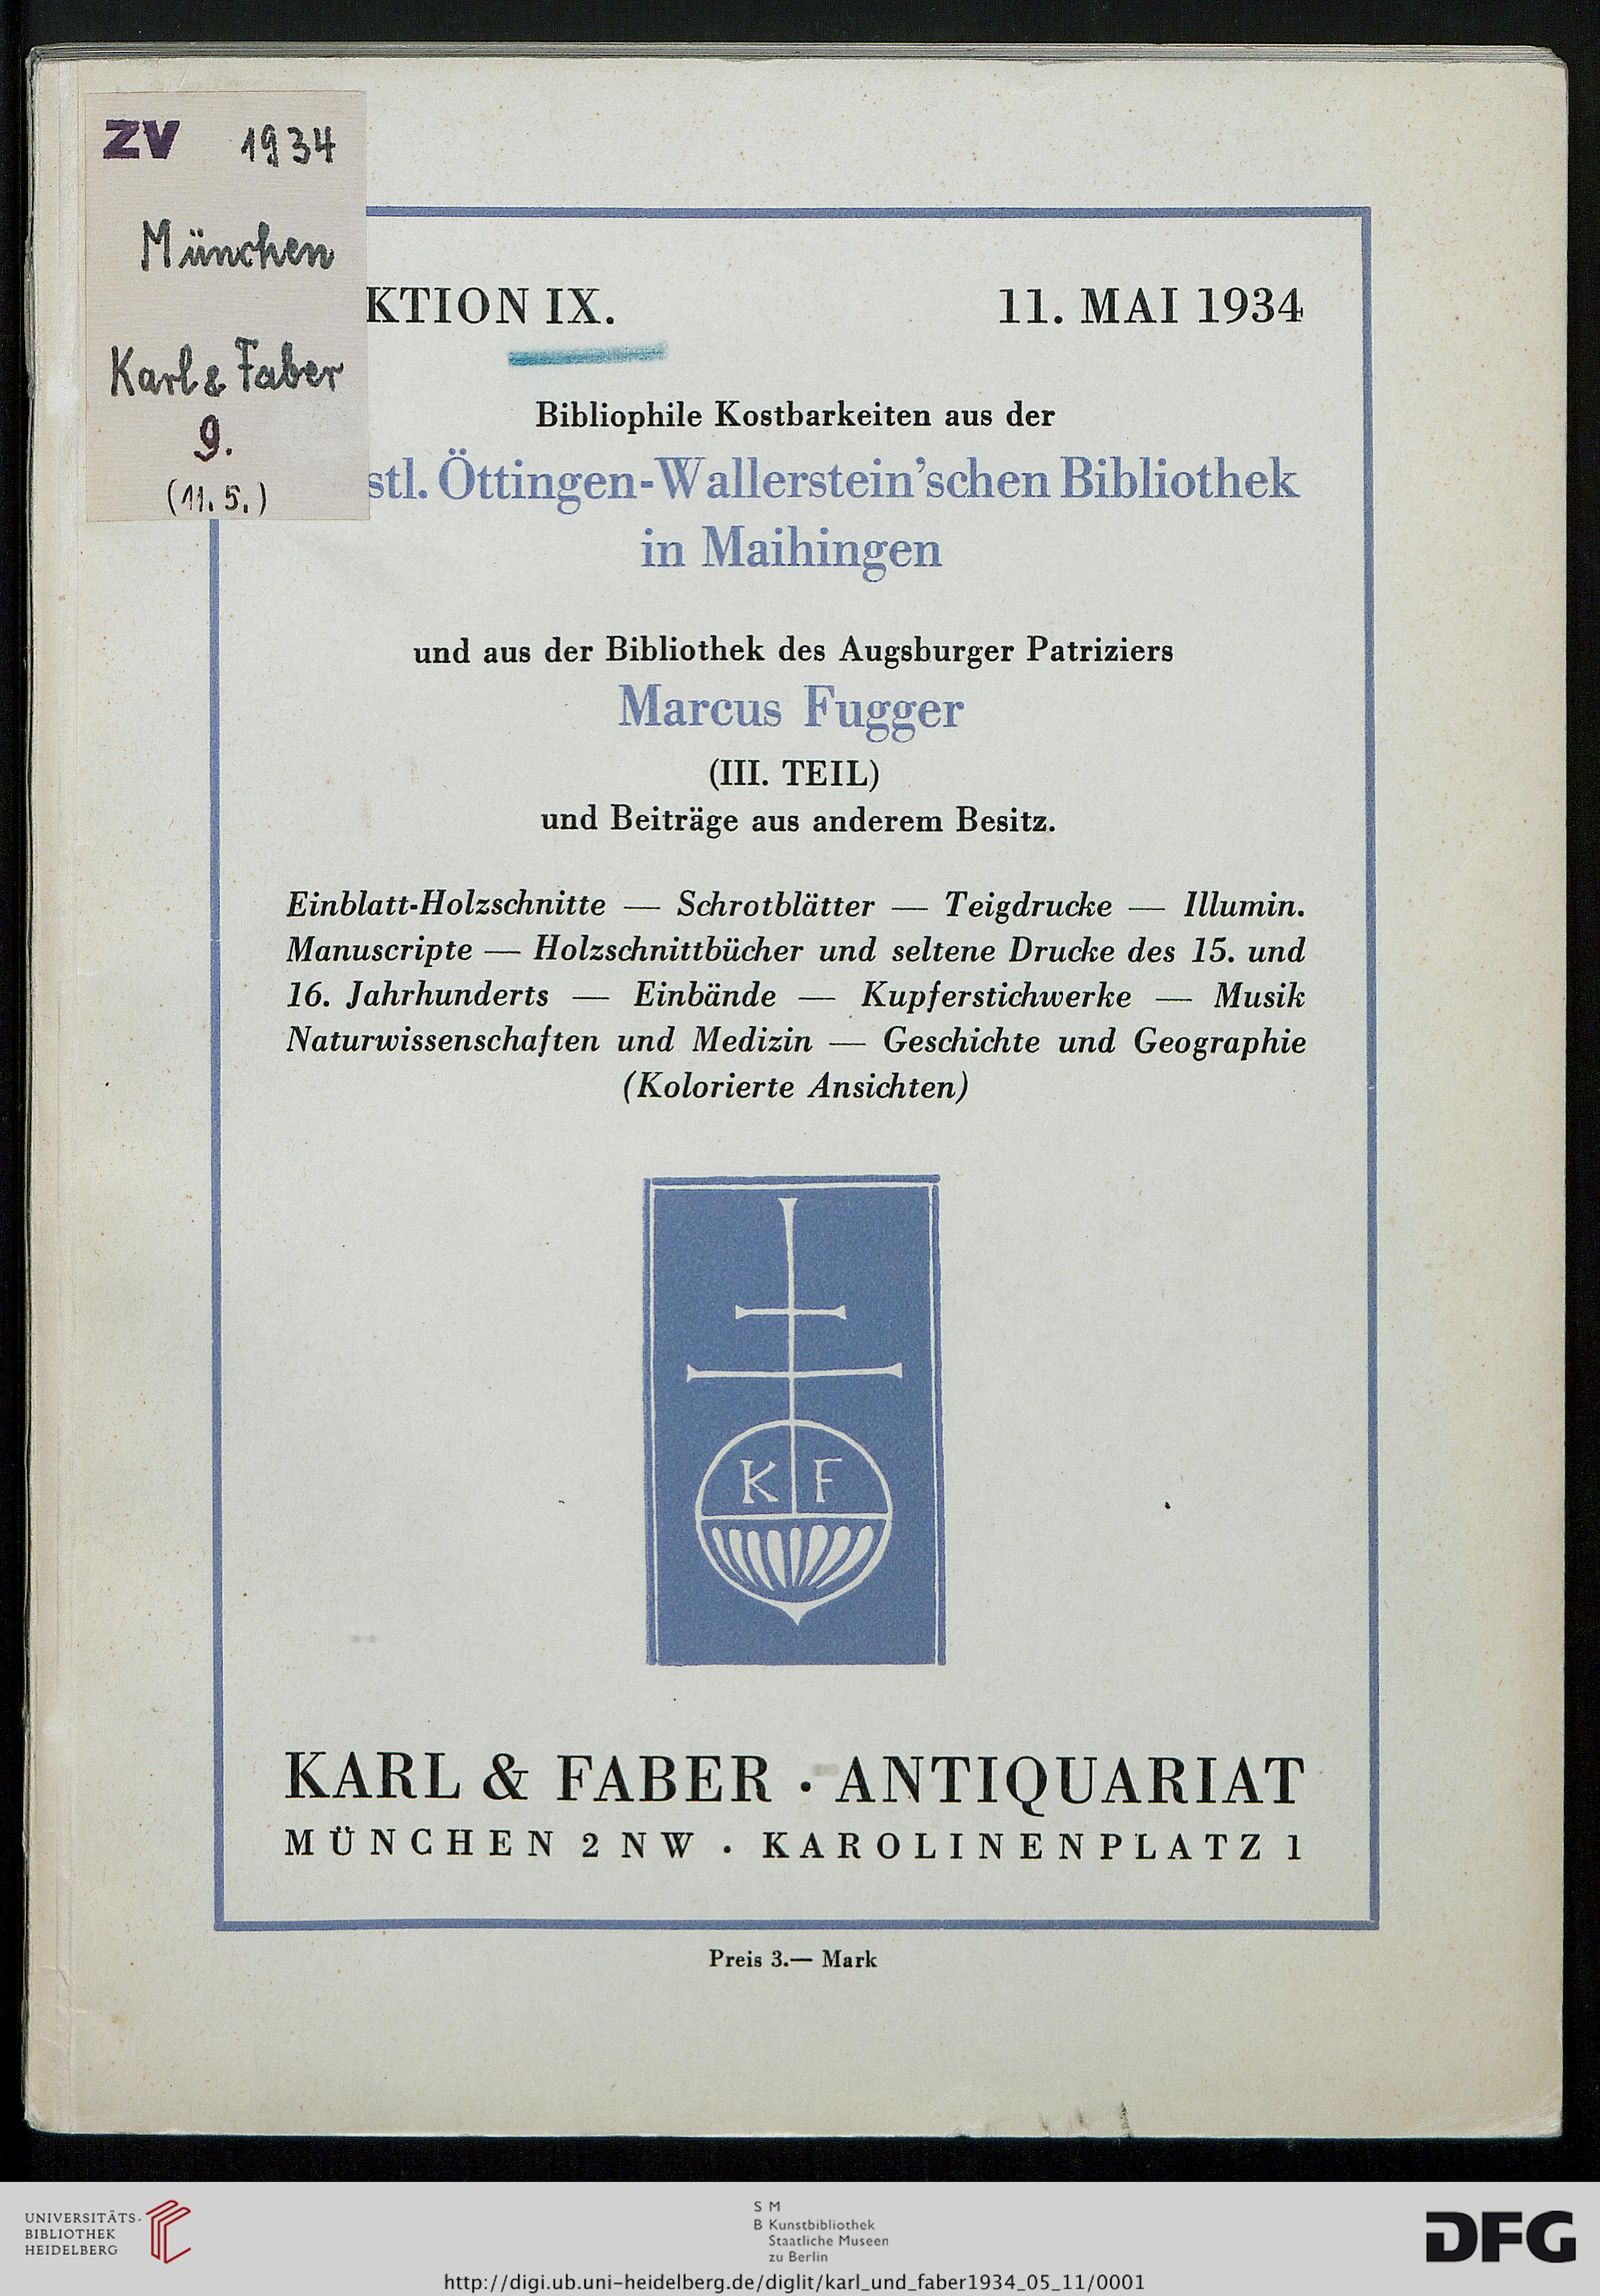 ZV 1934
München
Karl & Faber
9.
(11. 5.)
KTION IX. 11. MAI 1934
Bibliophile Kostbarkeiten aus der
stl. Öttingen-Wallerstein'schen Bibliothek
in Maihingen
und aus der Bibliothek des Augsburger Patriziers
Marcus Fugger
(III. TEIL)
und Beiträge aus anderem Besitz.
Einblatt-Holzschnitte — Schrotblätter — Teigdrucke — Illumin.
Manuscripte — Holzschnittbücher und seltene Drucke des 15. und
16. Jahrhunderts — Einbände — Kupferstichwerke — Musik
Naturwissenschaften und Medizin — Geschichte und Geographie
(Kolorierte Ansichten)
K F
KARL & FABER · ANTIQUARIAT
MÜNCHEN 2 NW · KAROLINENPLATZ 1
Preis 3.— Mark
UNIVERSITÄTS-
BIBLIOTHEK
HEIDELBERG
S M
B Kunstbibliothek
Staatliche Museen
zu Berlin
DFG
http://digi.ub.uni-heidelberg.de/diglit/karl_und_faber1934_05_11/0001